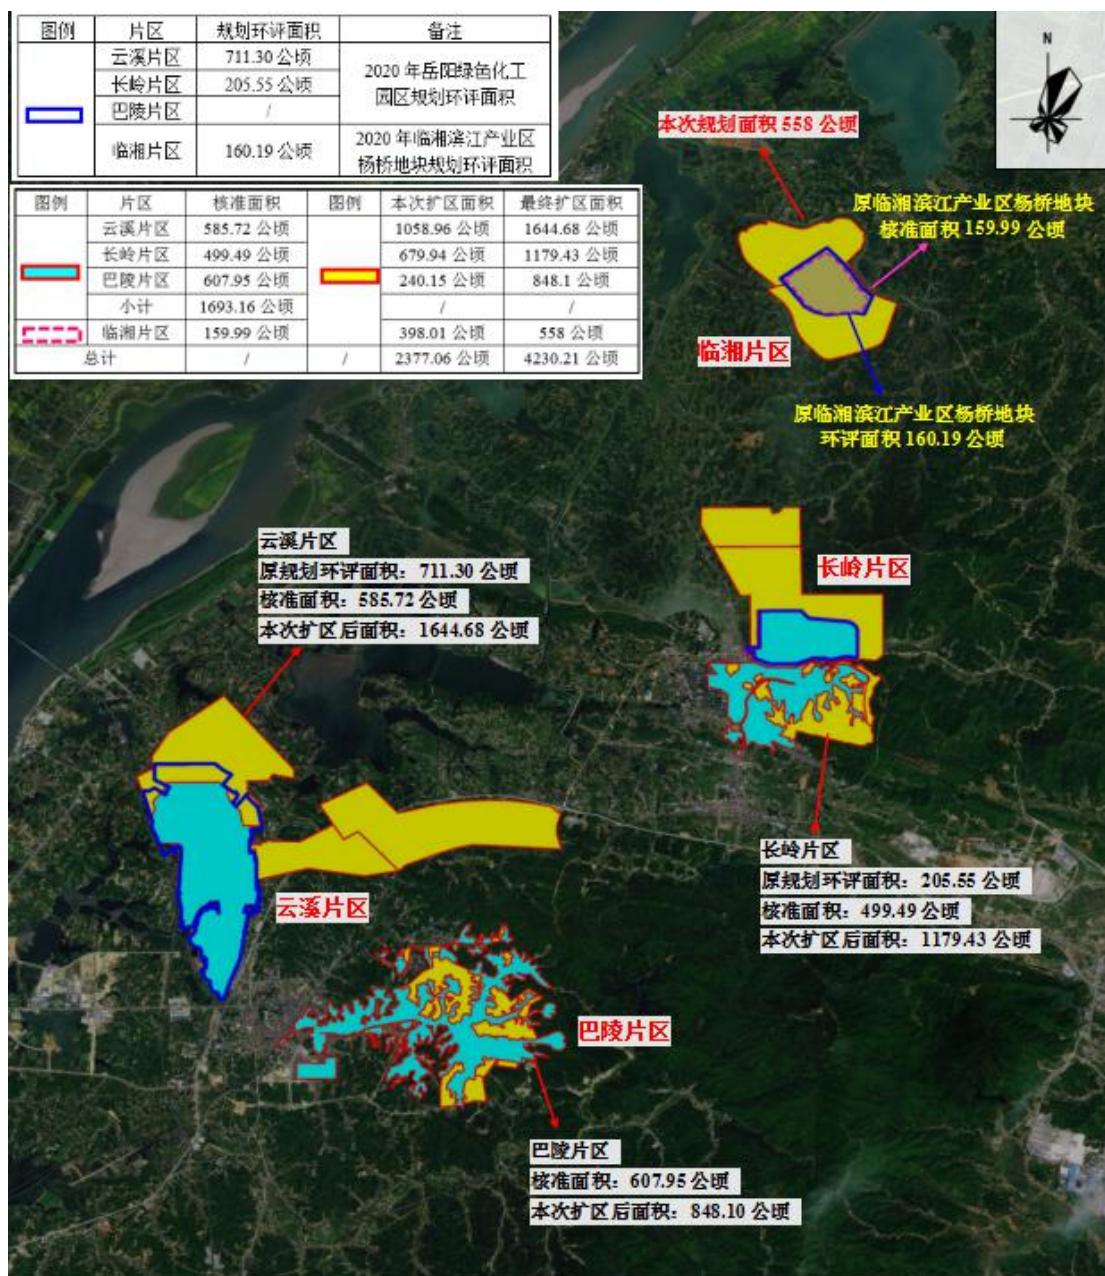 图例 片区 规划环评面积 备注
云溪片区 711.30 公顷
长岭片区 205.55 公顷
巴陵片区 /
2020 年岳阳绿色化工
园区规划环评面积
临湘片区 160.19 公顷
2020 年临湘滨江产业区
杨桥地块规划环评面积
图例 片区 核准面积 图例 本次扩区面积 最终扩区面积
云溪片区 585.72 公顷 1058.96 公顷 1644.68 公顷
长岭片区 499.49 公顷 679.94 公顷 1179.43 公顷
巴陵片区 607.95 公顷 240.15 公顷 848.1 公顷
小计 1693.16 公顷 / /
临湘片区 159.99 公顷 398.01 公顷 558 公顷
总计 / / 2377.06 公顷 4230.21 公顷
N
本次规划面积 558 公顷
原临湘滨江产业区杨桥地块
核准面积 159.99 公顷
临湘片区
原临湘滨江产业区杨桥地块
环评面积 160.19 公顷
云溪片区
原规划环评面积：711.30 公顷
核准面积：585.72 公顷
本次扩区后面积：1644.68 公顷
长岭片区
长岭片区
原规划环评面积：205.55 公顷
核准面积：499.49 公顷
本次扩区后面积：1179.43 公顷
云溪片区
巴陵片区
巴陵片区
核准面积：607.95 公顷
本次扩区后面积：848.10 公顷